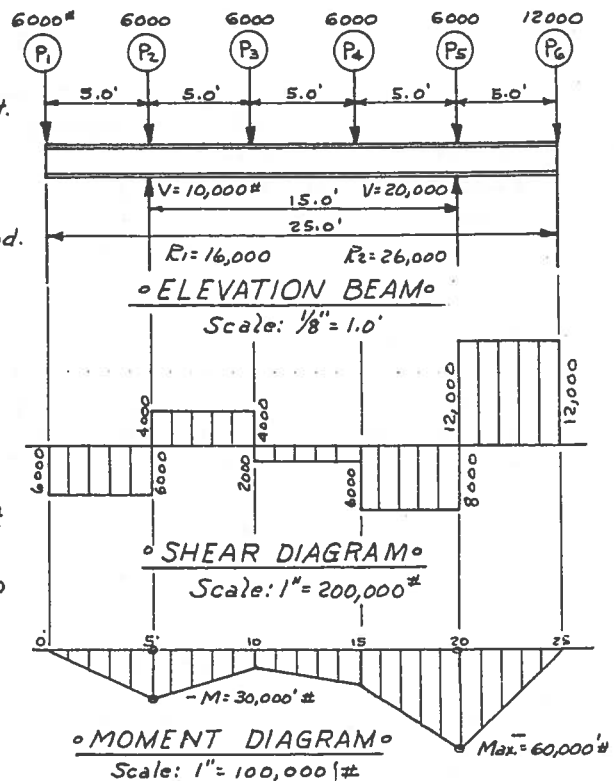 6000# 6000 6000 6000 6000 12000
P1 P2 P3 P4 P5 P6
5.0' 5.0' 5.0' 5.0' 5.0'
t.
V=10,000# V=20,000
15.0'
25.0'
d.
R1=16,000 R2=26,000
°ELEVATION BEAM°
Scale: 1/8"=1.0'
6000 4000 6000 4000 2000 6000 12,000 8000 12,000
°SHEAR DIAGRAM°
Scale: 1"=200,000#
0 5' 10 15 20 25
-M=30,000'#
Max.=60,000'#
°MOMENT DIAGRAM°
Scale: 1"=100,000'#